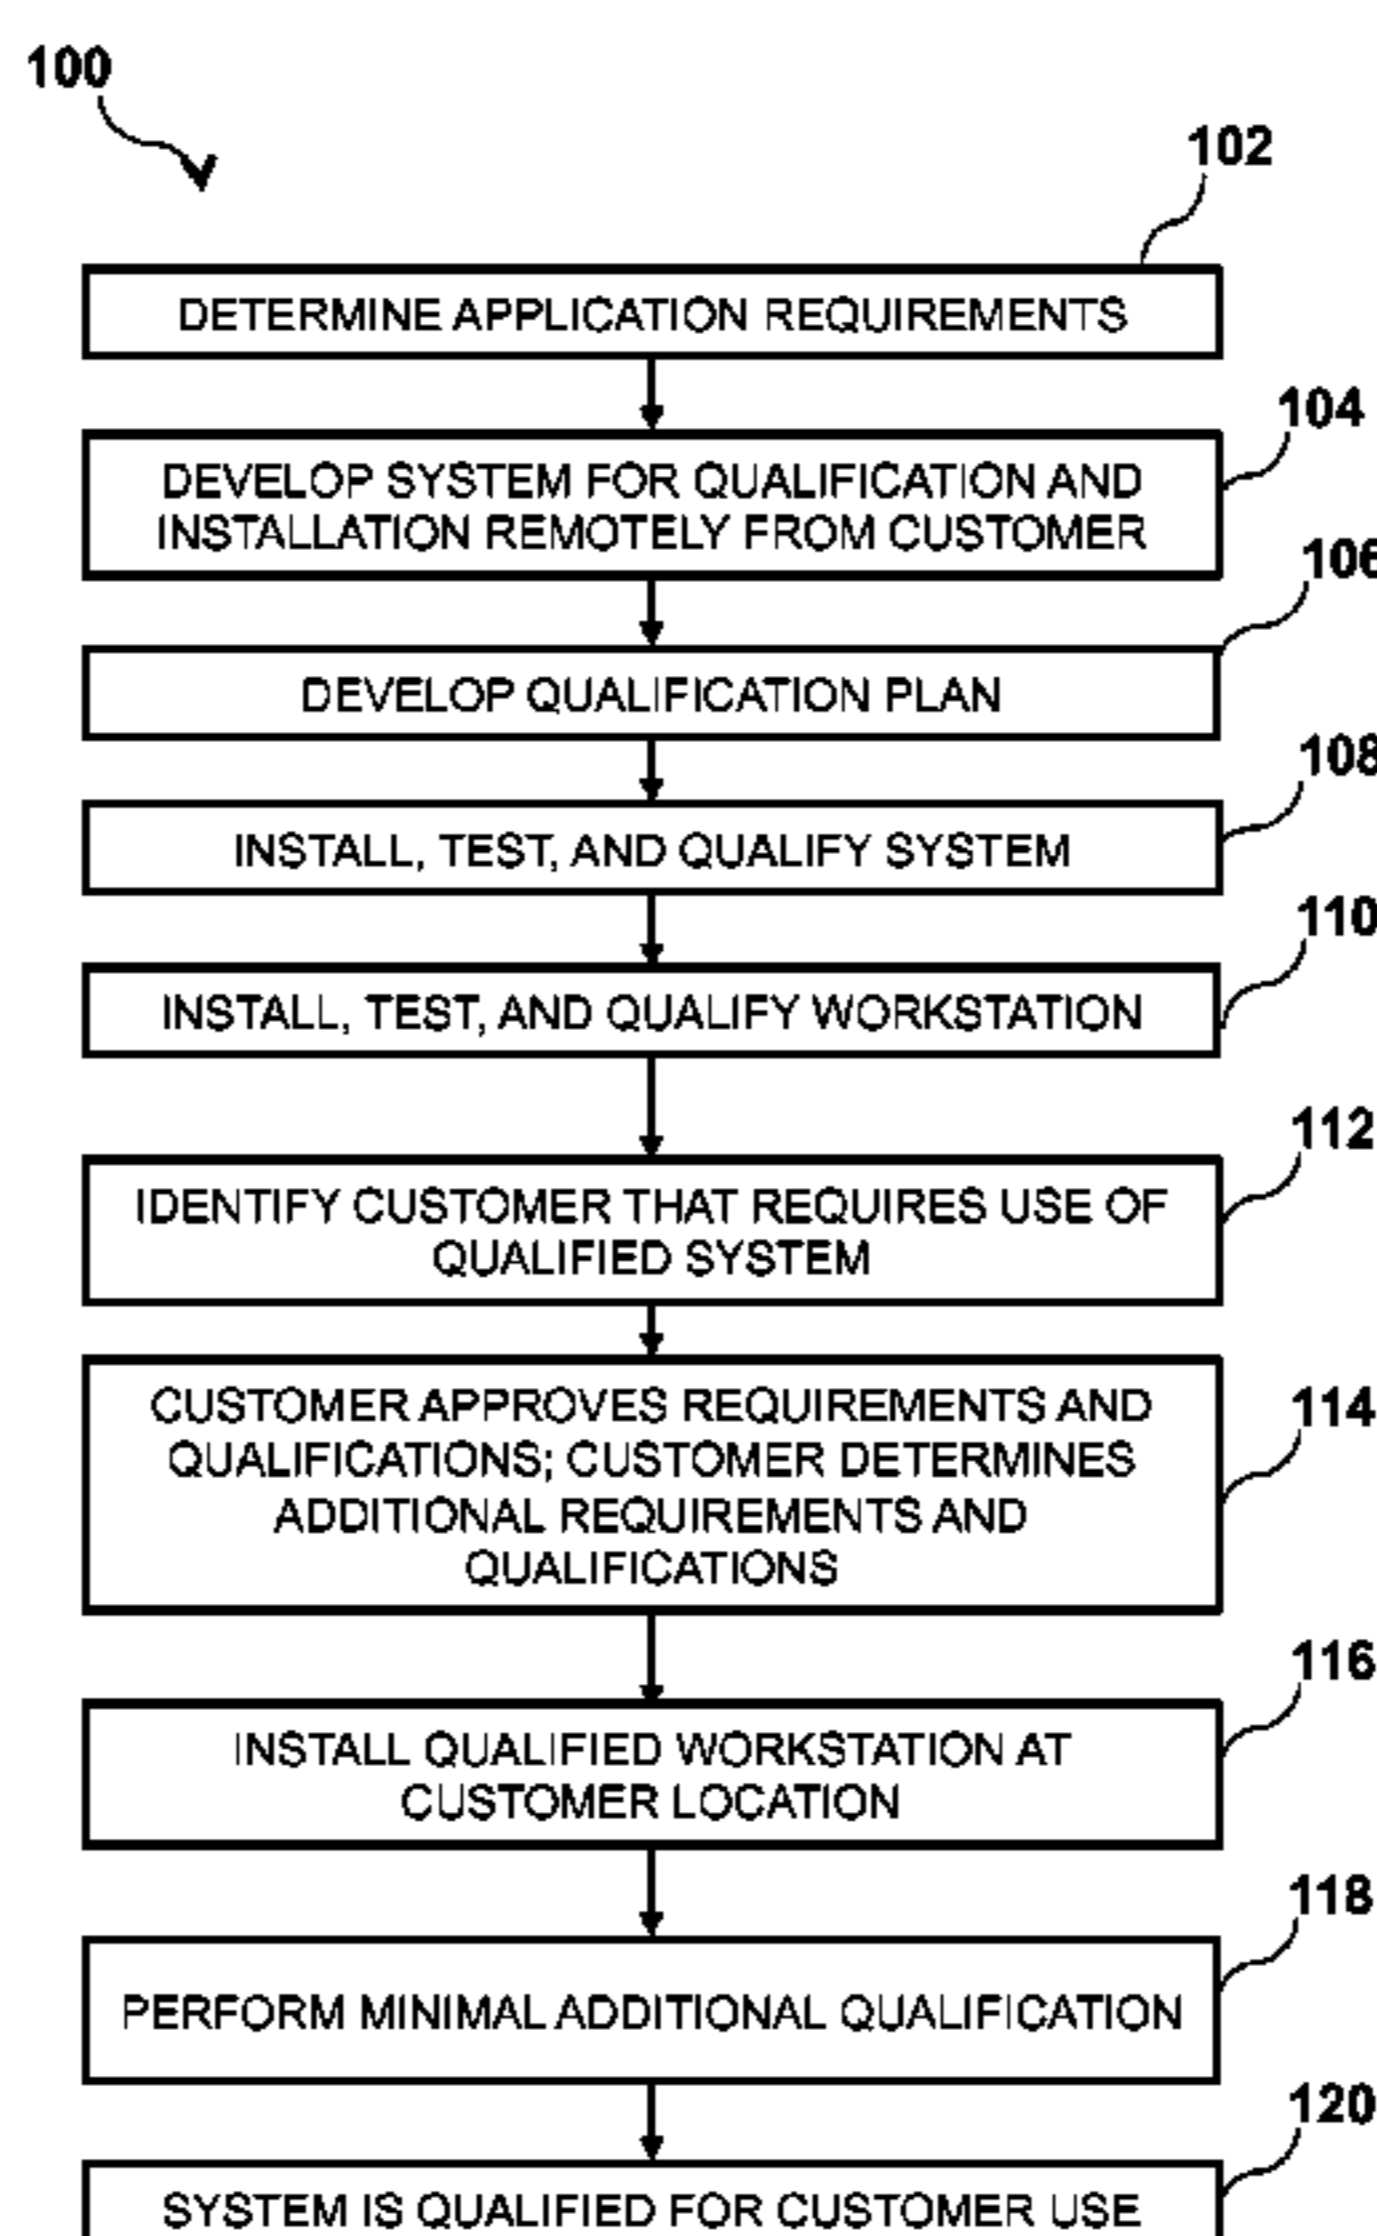 100
102
DETERMINE APPLICATION REQUIREMENTS
104
DEVELOP SYSTEM FOR QUALIFICATION AND
INSTALLATION REMOTELY FROM CUSTOMER
106
DEVELOP QUALIFICATION PLAN
108
INSTALL, TEST, AND QUALIFY SYSTEM
110
INSTALL, TEST, AND QUALIFY WORKSTATION
112
IDENTIFY CUSTOMER THAT REQUIRES USE OF
QUALIFIED SYSTEM
114
CUSTOMER APPROVES REQUIREMENTS AND
QUALIFICATIONS; CUSTOMER DETERMINES
ADDITIONAL REQUIREMENTS AND
QUALIFICATIONS
116
INSTALL QUALIFIED WORKSTATION AT
CUSTOMER LOCATION
118
PERFORM MINIMAL ADDITIONAL QUALIFICATION
120
SYSTEM IS QUALIFIED FOR CUSTOMER USE